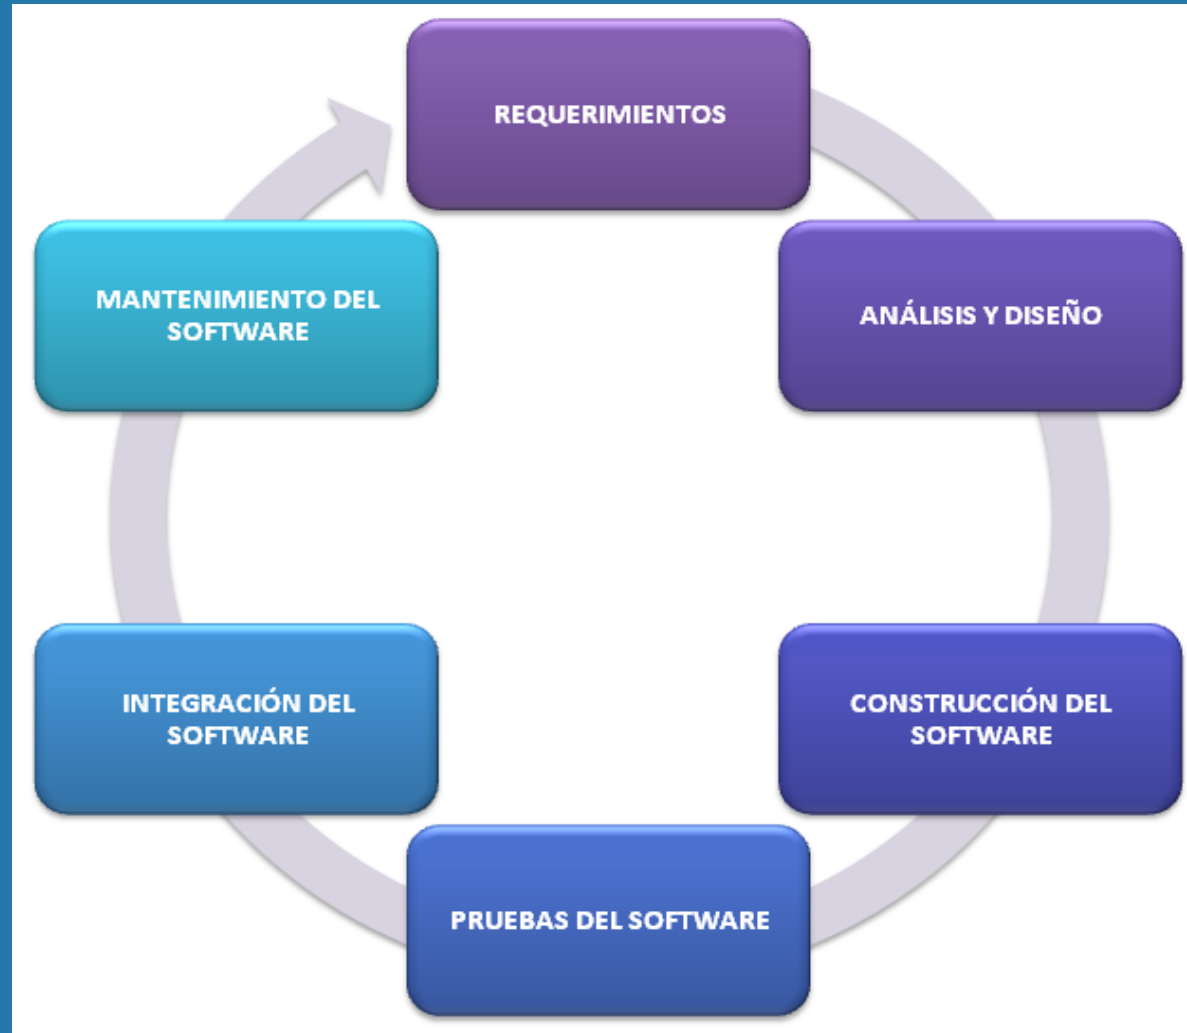 REQUERIMIENTOS
ANÁLISIS Y DISEÑO
CONSTRUCCIÓN DEL
SOFTWARE
PRUEBAS DEL SOFTWARE
INTEGRACIÓN DEL
SOFTWARE
MANTENIMIENTO DEL
SOFTWARE